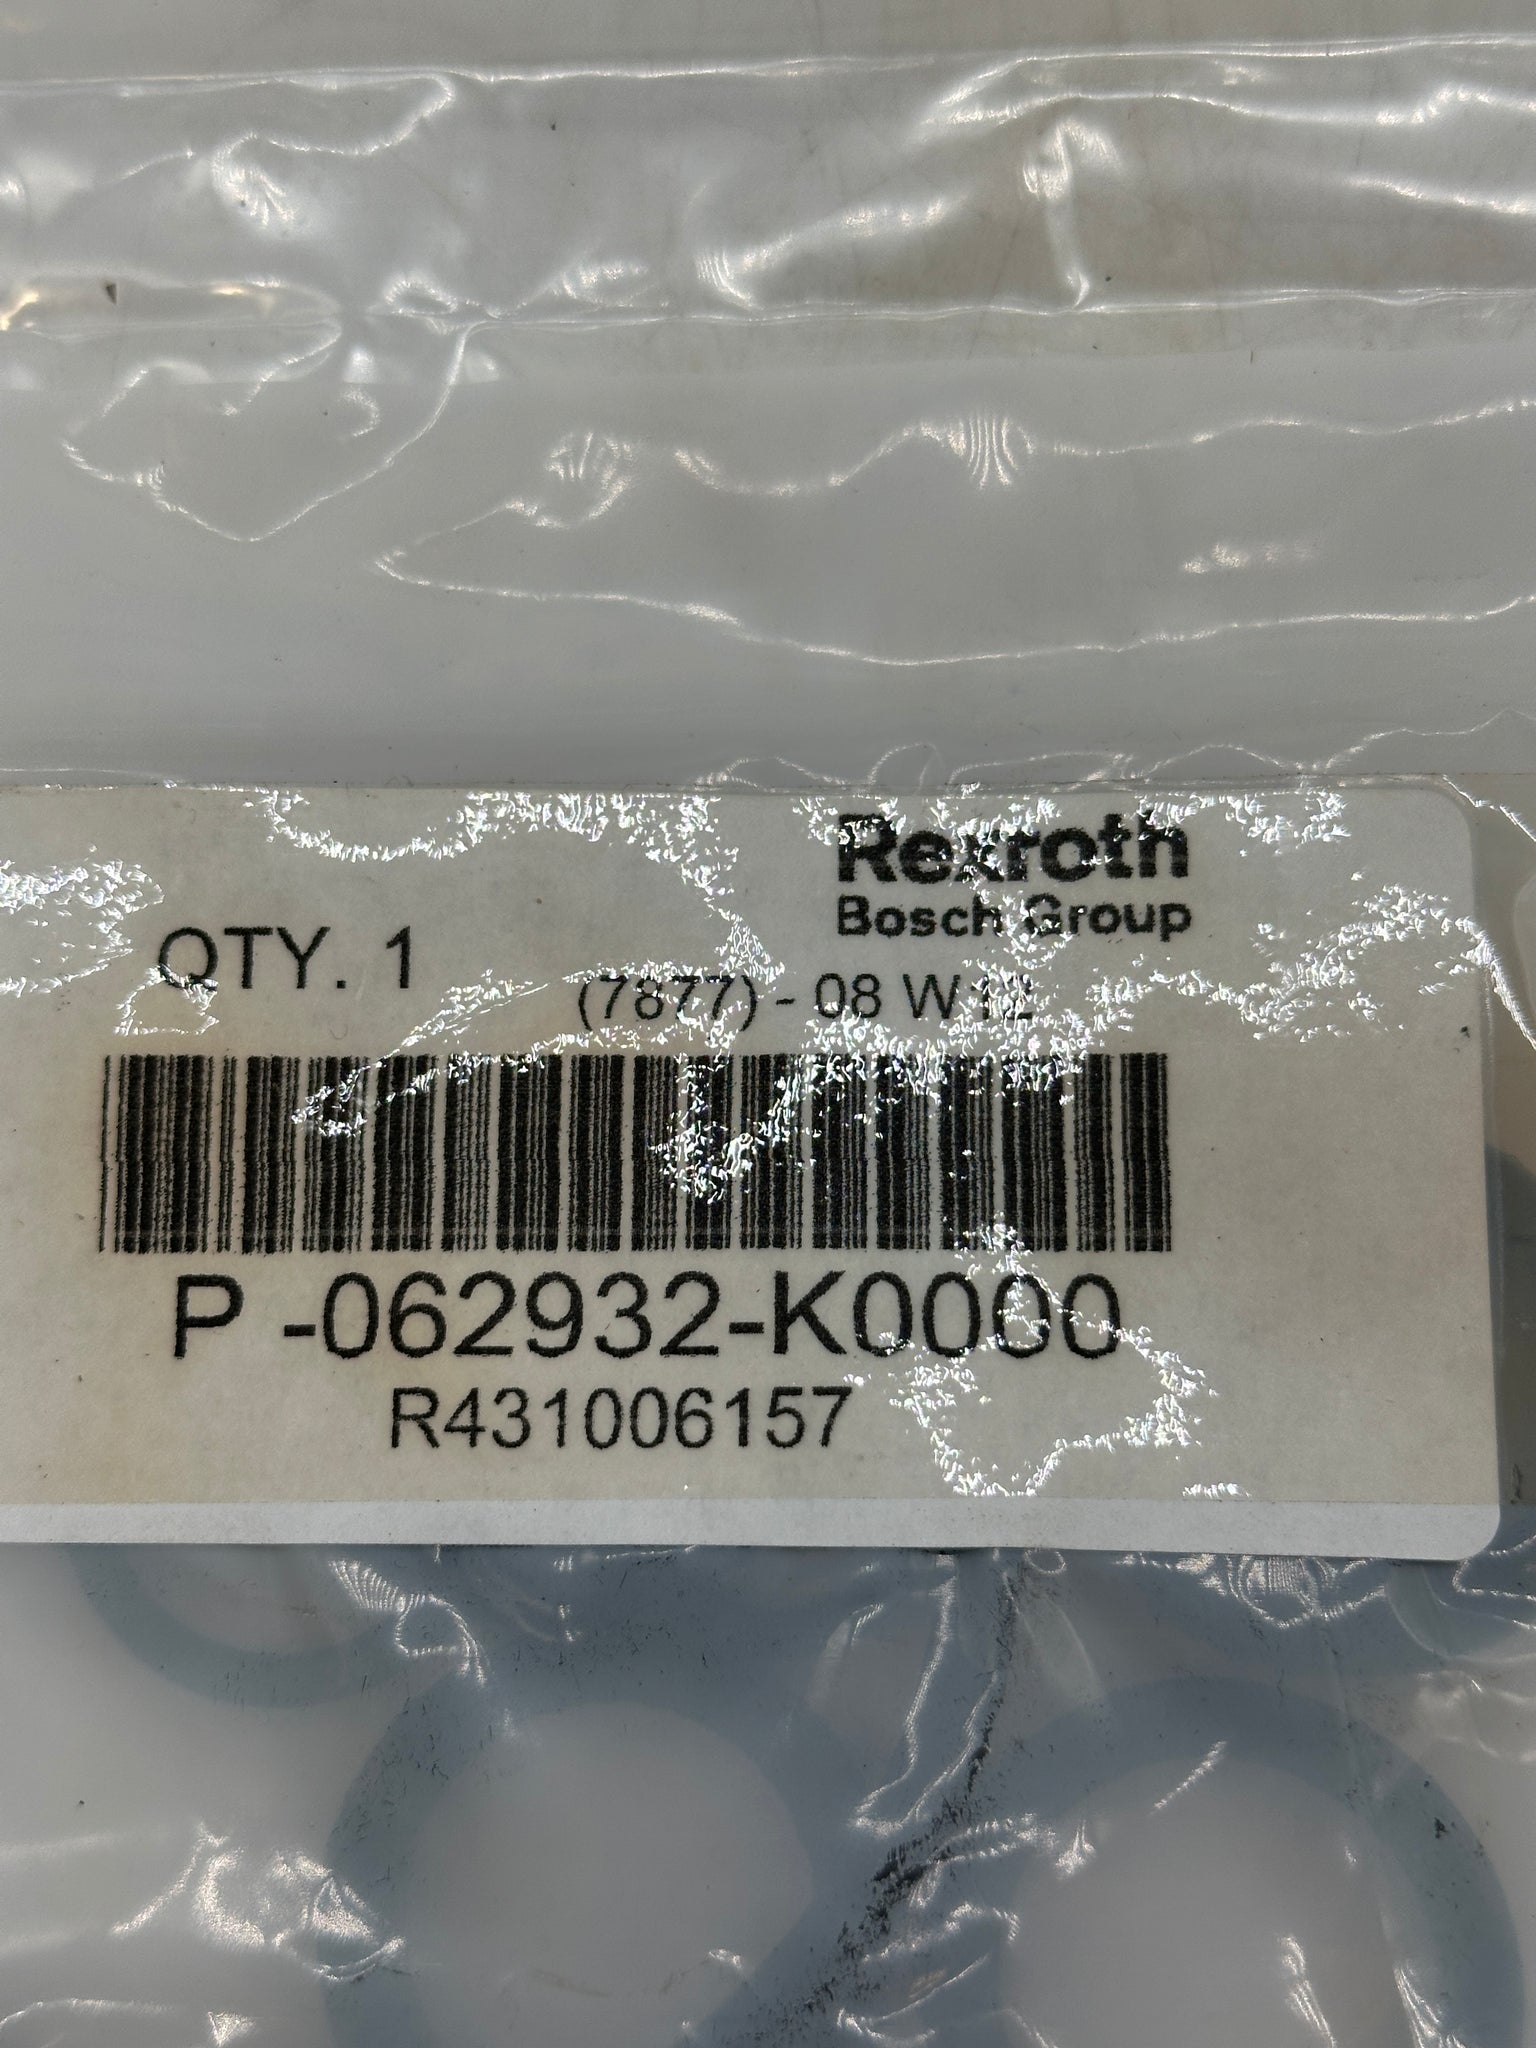 Rexroth
Bosch Group
QTY. 1
(7877) - 08 W12
P -062932-K0000
R431006157